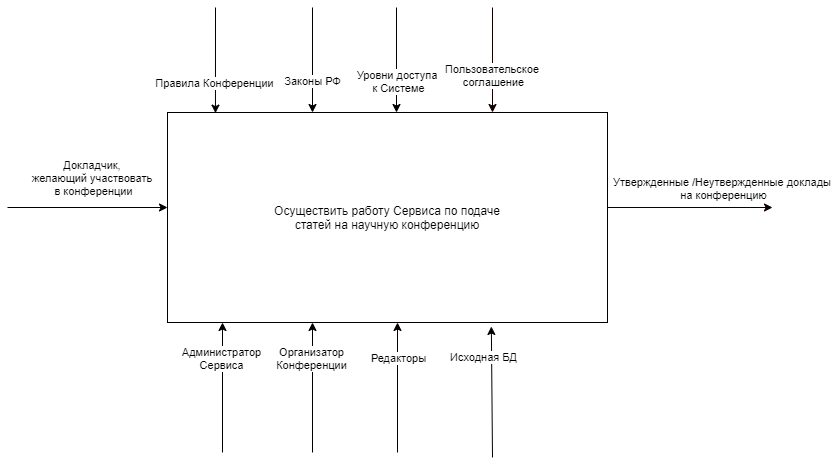 Правила Конференции
Законы РФ
Уровни доступа
к Системе
Пользовательское
соглашение
Докладчик,
желающий участвовать
в конференции
Осуществить работу Сервиса по подаче
статей на научную конференцию
Утвержденные /Неутвержденные доклады
на конференцию
Администратор
Сервиса
Организатор
Конференции
Редакторы
Исходная БД